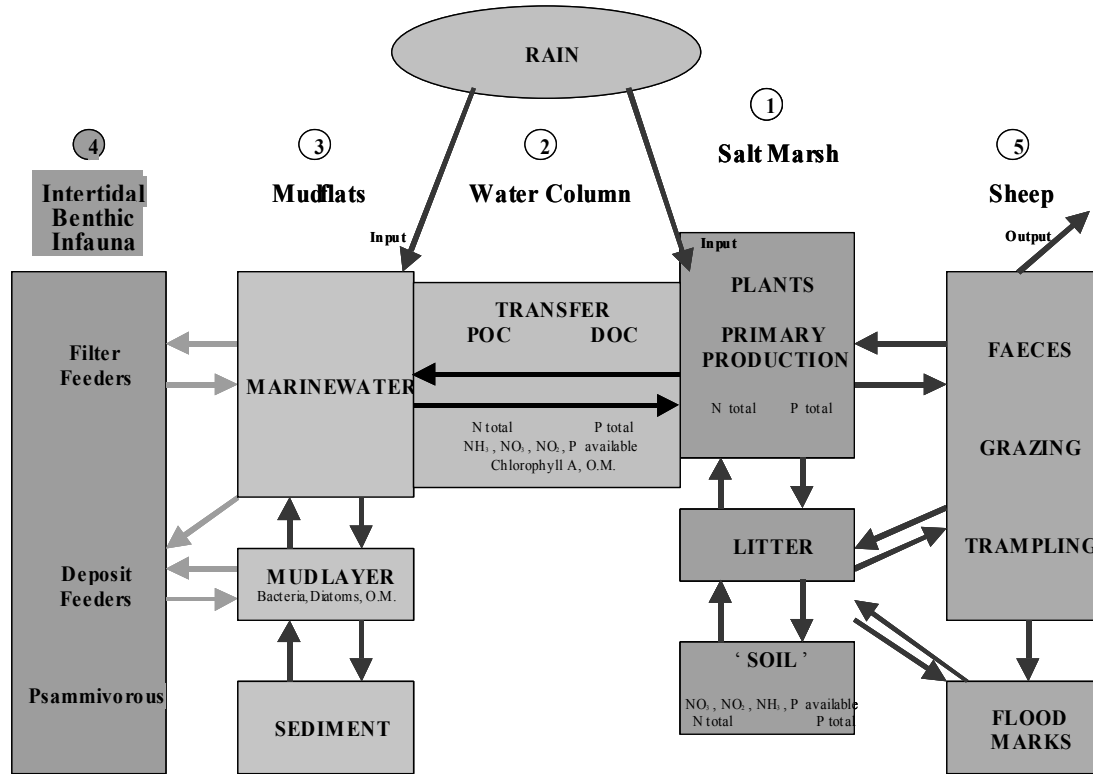 RAIN
1
4
3
2
5
Salt Marsh
Intertidal
Benthic
Infauna
Mudflats
Water Column
Sheep
Input
Input
Output
PLANTS
PRIMARY
PRODUCTION
N total P total
TRANSFER
POC DOC
N total P total
NH₃, NO₃, NO₂, P available
Chlorophyll A, O.M.
MARINEWATER
Filter
Feeders
Deposit
Feeders
Psammivorous
MUDLAYER
Bacteria, Diatoms, O.M.
SEDIMENT
LITTER
‘ SOIL ’
NO₃, NO₂, NH₃, P available
N total P total
FAECES
GRAZING
TRAMPLING
FLOOD
MARKS